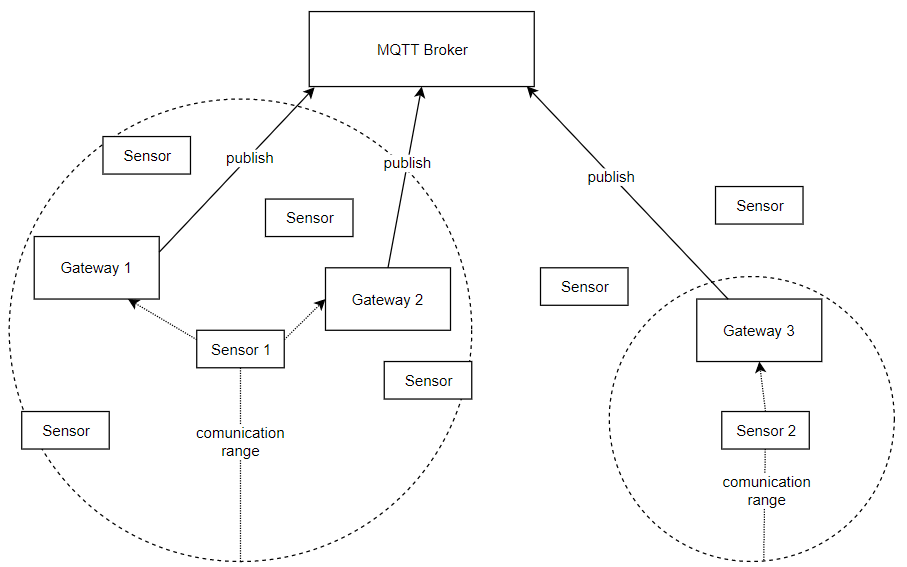 MQTT Broker
Sensor
publish
publish
publish
Sensor
Sensor
Gateway 1
Gateway 2
Sensor
Gateway 3
Sensor 1
Sensor
Sensor
Sensor 2
comunication
range
comunication
range